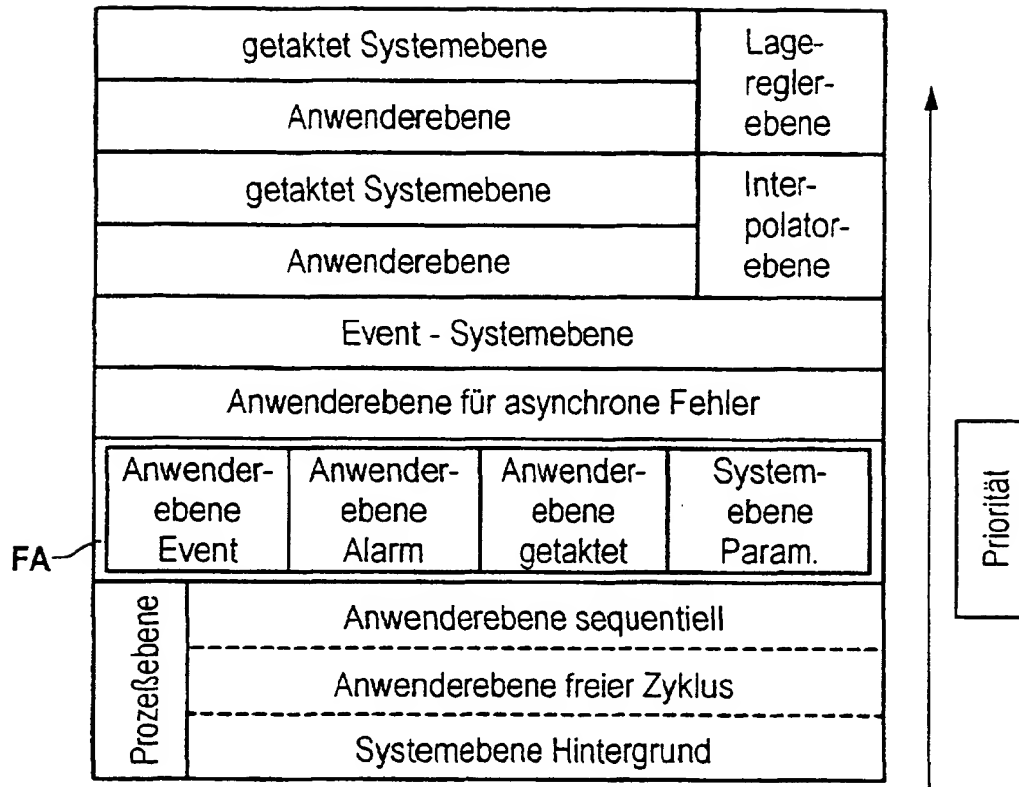 getaktet Systemebene
Anwenderebene
Lage-
regler-
ebene
getaktet Systemebene
Anwenderebene
Inter-
polator-
ebene
Event - Systemebene
Anwenderebene für asynchrone Fehler
FA
Anwender-
ebene
Event
Anwender-
ebene
Alarm
Anwender-
ebene
getaktet
System-
ebene
Param.
Prozeßebene
Anwenderebene sequentiell
Anwenderebene freier Zyklus
Systemebene Hintergrund
Priorität